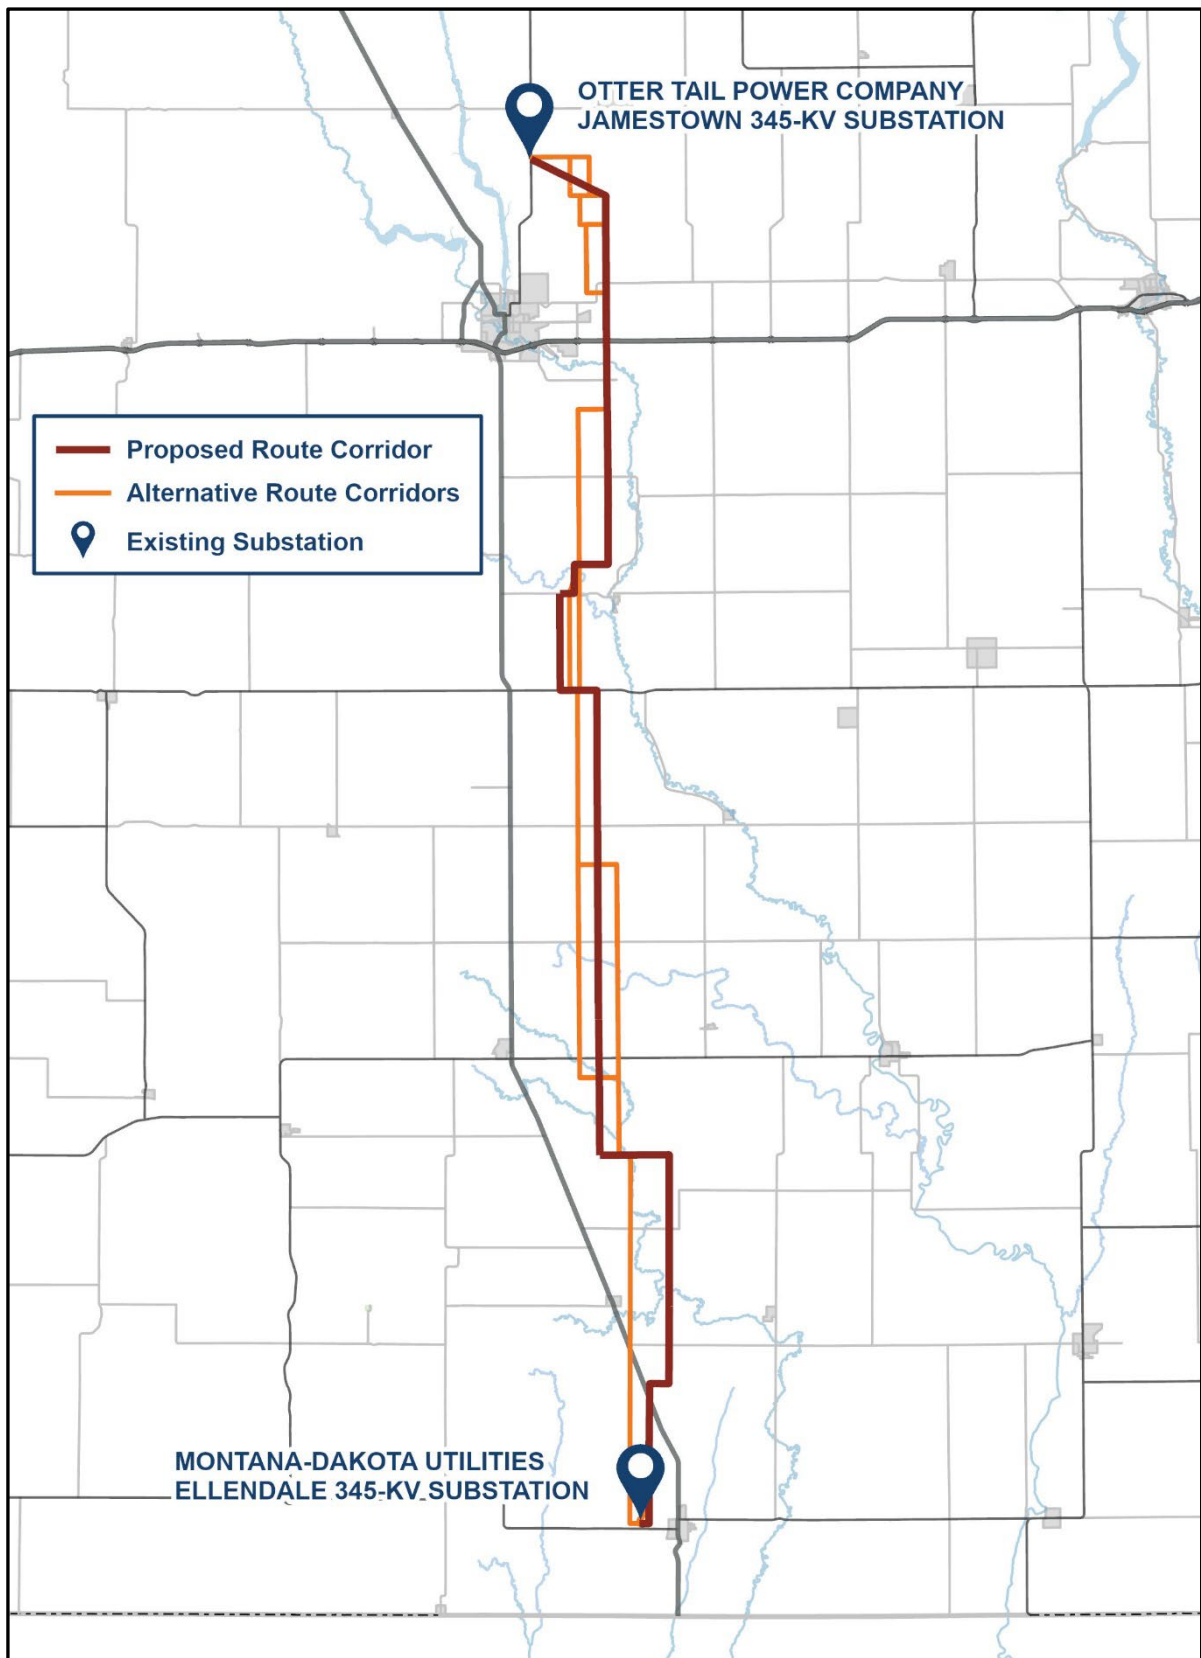 OTTER TAIL POWER COMPANY
JAMESTOWN 345-KV SUBSTATION
Proposed Route Corridor
Alternative Route Corridors
Existing Substation
MONTANA-DAKOTA UTILITIES
ELLENDALE 345-KV SUBSTATION